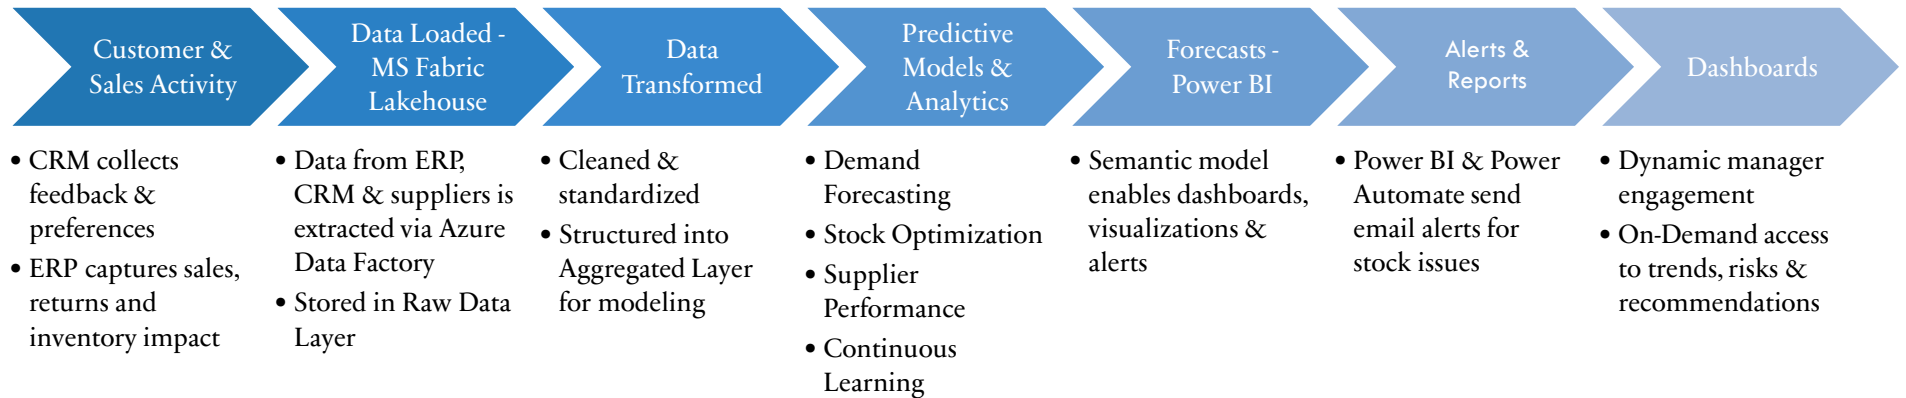 Customer &
Sales Activity
Data Loaded -
MS Fabric
Lakehouse
Data
Transformed
Predictive
Models &
Analytics
Forecasts -
Power BI
Alerts &
Reports
Dashboards
• CRM collects
feedback &
preferences
• ERP captures sales,
returns and
inventory impact
• Data from ERP,
CRM & suppliers is
extracted via Azure
Data Factory
• Stored in Raw Data
Layer
• Cleaned &
standardized
• Structured into
Aggregated Layer
for modeling
• Demand
Forecasting
• Stock Optimization
• Supplier
Performance
• Continuous
Learning
• Semantic model
enables dashboards,
visualizations &
alerts
• Power BI & Power
Automate send
email alerts for
stock issues
• Dynamic manager
engagement
• On-Demand access
to trends, risks &
recommendations